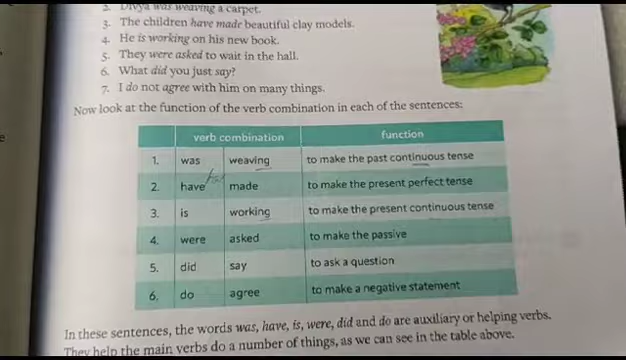 2. Divya was weaving a carpet.
3. The children have made beautiful clay models.
4. He is working on his new book.
5. They were asked to wait in the hall.
6. What did you just say?
7. I do not agree with him on many things.
Now look at the function of the verb combination in each of the sentences:
verb combination function
1. was weaving to make the past continuous tense
2. have made to make the present perfect tense
3. is working to make the present continuous tense
4. were asked to make the passive
5. did say to ask a question
6. do agree to make a negative statement
In these sentences, the words was, have, is, were, did and do are auxiliary or helping verbs.
They help the main verbs do a number of things, as we can see in the table above.